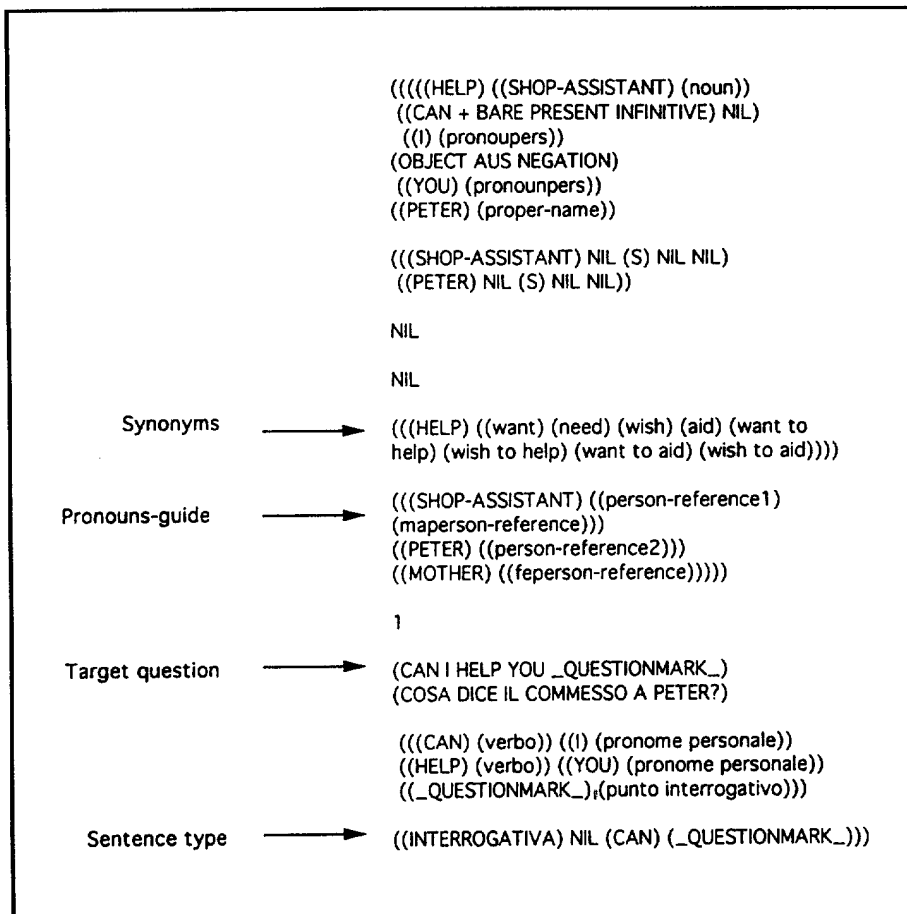 (((((HELP) ((SHOP-ASSISTANT) (noun))
((CAN + BARE PRESENT INFINITIVE) NIL)
((I) (pronoupers))
(OBJECT AUS NEGATION)
((YOU) (pronounpers))
((PETER) (proper-name))
(((SHOP-ASSISTANT) NIL (S) NIL NIL)
((PETER) NIL (S) NIL NIL))
NIL
NIL
Synonyms (((HELP) ((want) (need) (wish) (aid) (want to
help) (wish to help) (want to aid) (wish to aid))))
Pronouns-guide (((SHOP-ASSISTANT) ((person-reference1)
(maperson-reference)))
((PETER) ((person-reference2)))
((MOTHER) ((feperson-reference)))))
1
Target question (CAN I HELP YOU _QUESTIONMARK_)
(COSA DICE IL COMMESSO A PETER?)
(((CAN) (verbo)) ((I) (pronome personale))
((HELP) (verbo)) ((YOU) (pronome personale))
((_QUESTIONMARK_) (punto interrogativo)))
Sentence type ((INTERROGATIVA) NIL (CAN) (_QUESTIONMARK_)))